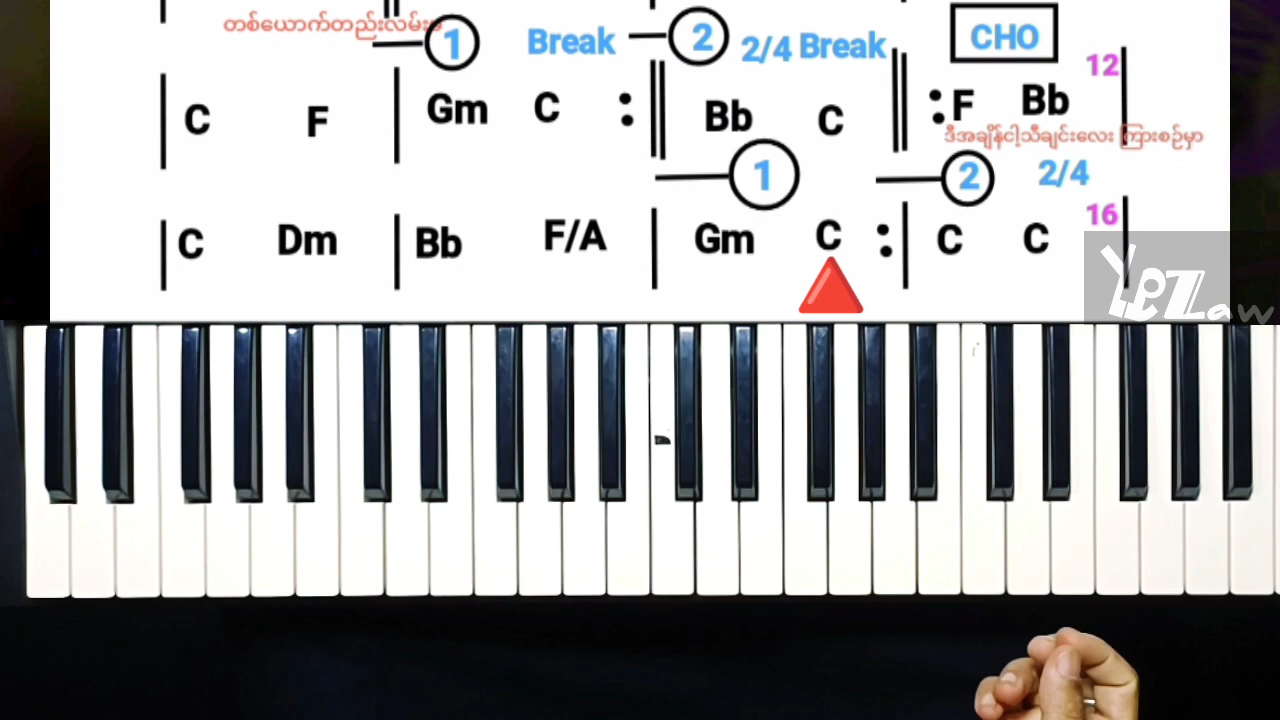 တစ်ယောက်တည်းလမ်း
1 Break 2 2/4 Break CHO 12
C F Gm C : Bb C : F Bb
ဒီအချိန်ငါ့သီချင်းလေး ကြားစဉ်မှာ
1 2 2/4 16
C Dm Bb F/A Gm C : C C
YezLaw